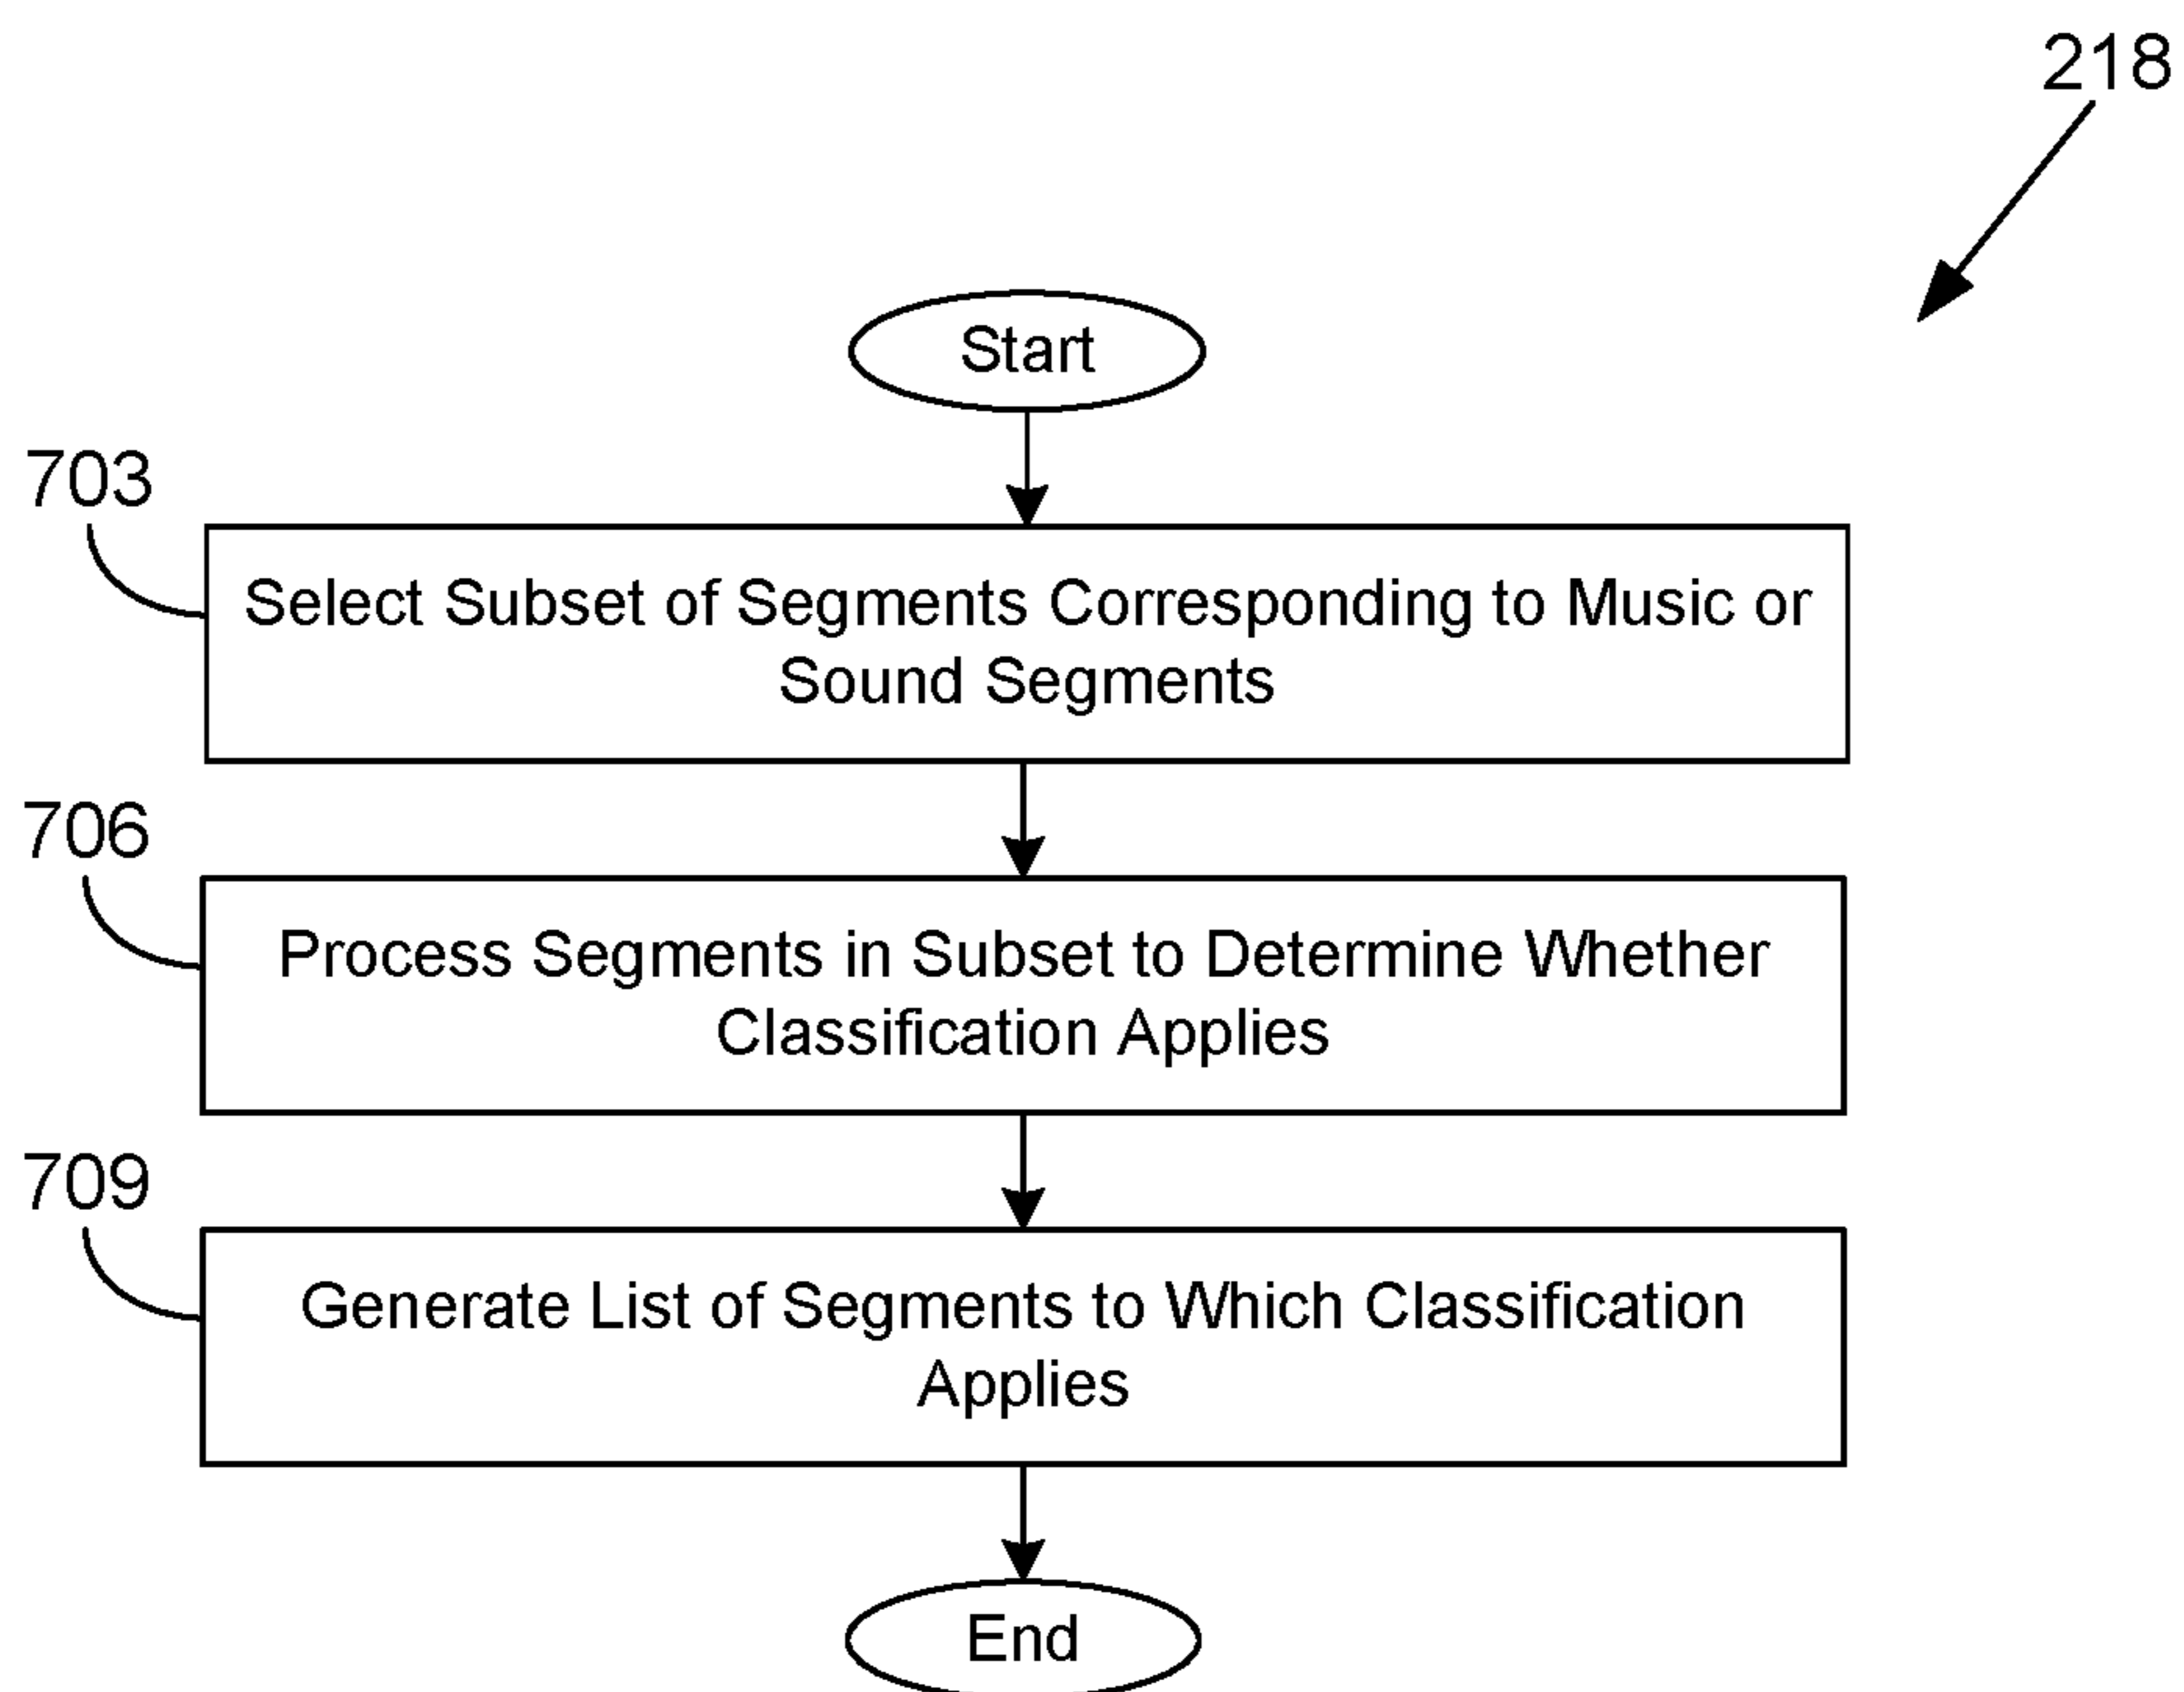 218
Start
703
Select Subset of Segments Corresponding to Music or
Sound Segments
706
Process Segments in Subset to Determine Whether
Classification Applies
709
Generate List of Segments to Which Classification
Applies
End